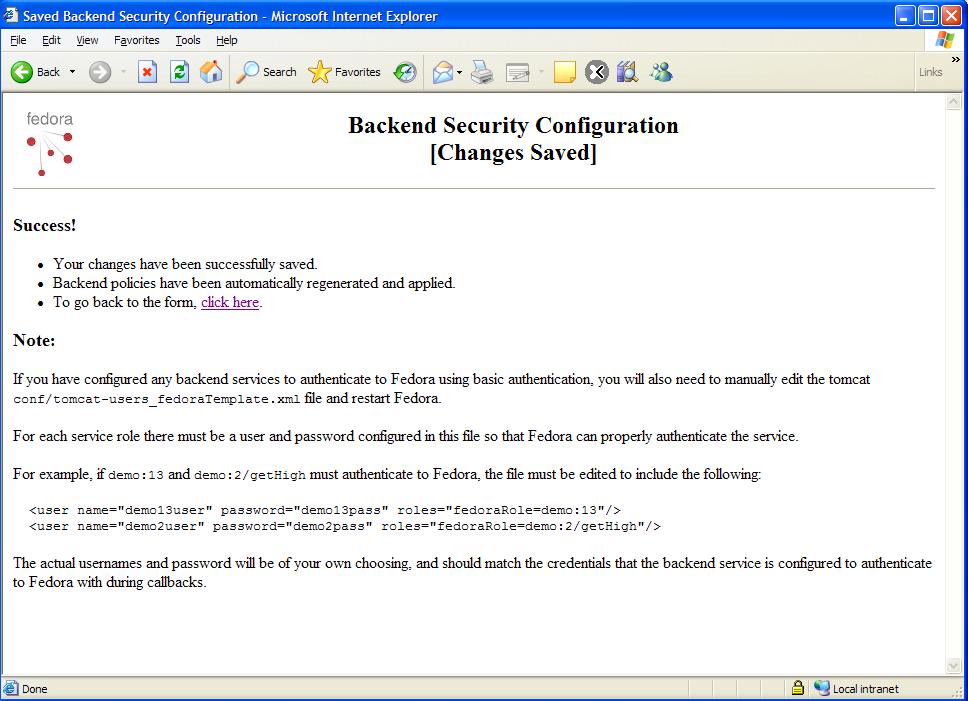 Saved Backend Security Configuration - Microsoft Internet Explorer
File Edit View Favorites Tools Help
Back Search Favorites Links »
fedora
Backend Security Configuration
[Changes Saved]
Success!
• Your changes have been successfully saved.
• Backend policies have been automatically regenerated and applied.
• To go back to the form, click here.
Note:
If you have configured any backend services to authenticate to Fedora using basic authentication, you will also need to manually edit the tomcat
conf/tomcat-users_fedoraTemplate.xml file and restart Fedora.
For each service role there must be a user and password configured in this file so that Fedora can properly authenticate the service.
For example, if demo:13 and demo:2/getHigh must authenticate to Fedora, the file must be edited to include the following:
<user name="demo13user" password="demo13pass" roles="fedoraRole=demo:13"/>
<user name="demo2user" password="demo2pass" roles="fedoraRole=demo:2/getHigh"/>
The actual usernames and password will be of your own choosing, and should match the credentials that the backend service is configured to authenticate
to Fedora with during callbacks.
Done Local intranet